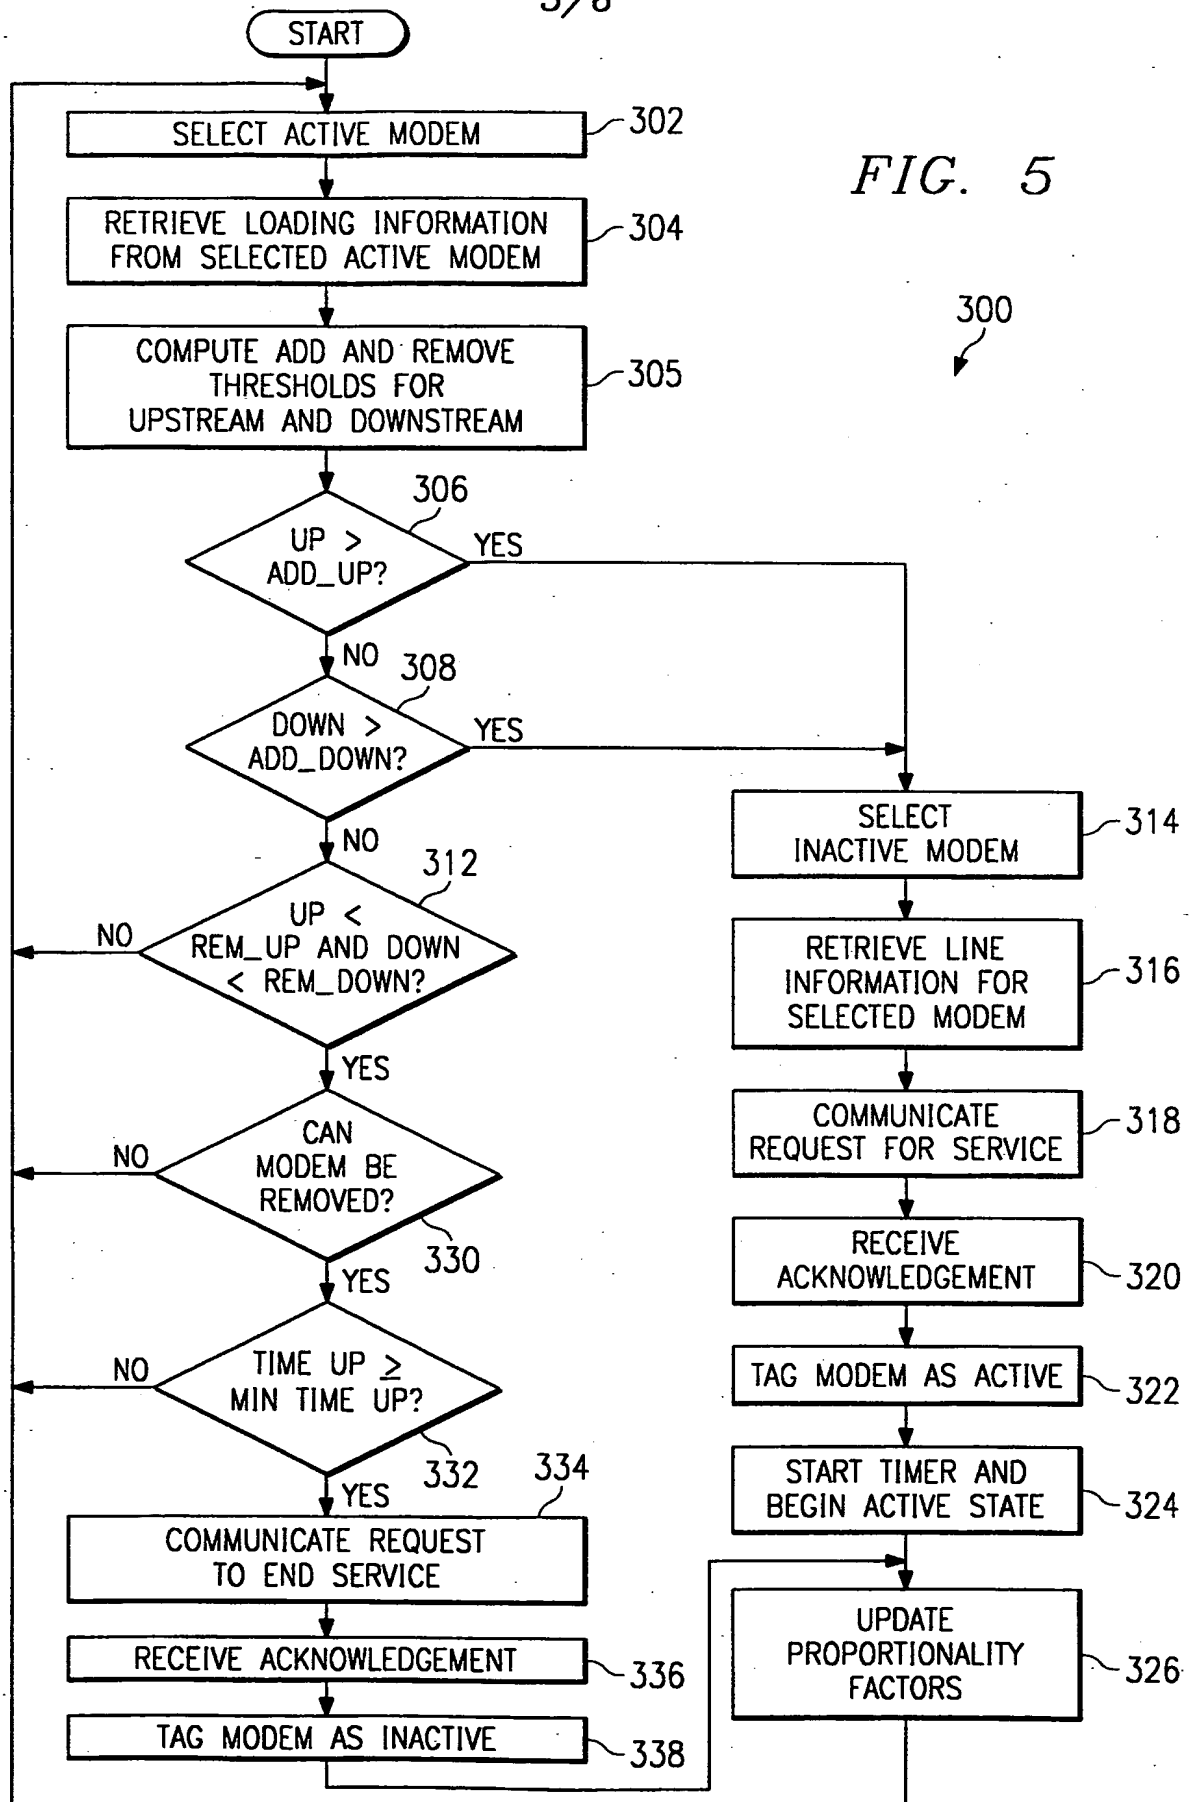 START
SELECT ACTIVE MODEM
302
FIG. 5
RETRIEVE LOADING INFORMATION
FROM SELECTED ACTIVE MODEM
304
300
COMPUTE ADD AND REMOVE
THRESHOLDS FOR
UPSTREAM AND DOWNSTREAM
305
306
UP >
ADD_UP?
YES
NO
308
DOWN >
ADD_DOWN?
YES
NO
312
UP <
REM_UP AND DOWN
< REM_DOWN?
NO
YES
CAN
MODEM BE
REMOVED?
NO
330
YES
TIME UP ≥
MIN TIME UP?
NO
332
YES
334
COMMUNICATE REQUEST
TO END SERVICE
RECEIVE ACKNOWLEDGEMENT
336
TAG MODEM AS INACTIVE
338
SELECT
INACTIVE MODEM
314
RETRIEVE LINE
INFORMATION FOR
SELECTED MODEM
316
COMMUNICATE
REQUEST FOR SERVICE
318
RECEIVE
ACKNOWLEDGEMENT
320
TAG MODEM AS ACTIVE
322
START TIMER AND
BEGIN ACTIVE STATE
324
UPDATE
PROPORTIONALITY
FACTORS
326